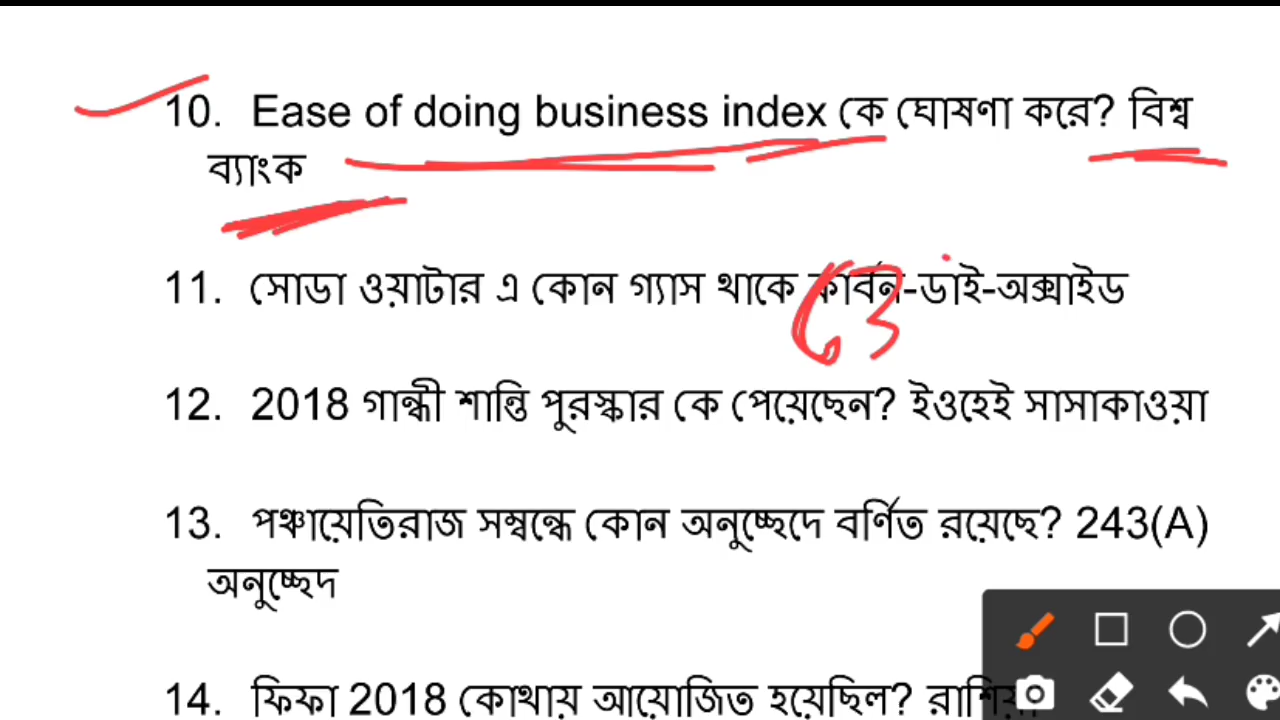 10. Ease of doing business index কে ঘোষণা করে? বিশ্ব
ব্যাংক
11. সোডা ওয়াটার এ কোন গ্যাস থাকে কার্বন-ডাই-অক্সাইড
12. 2018 গান্ধী শান্তি পুরস্কার কে পেয়েছেন? ইওহেই সাসাকাওয়া
13. পঞ্চায়েতিরাজ সম্বন্ধে কোন অনুচ্ছেদে বর্ণিত রয়েছে? 243(A)
অনুচ্ছেদ
14. ফিফা 2018 কোথায় আয়োজিত হয়েছিল? রাশিয়া